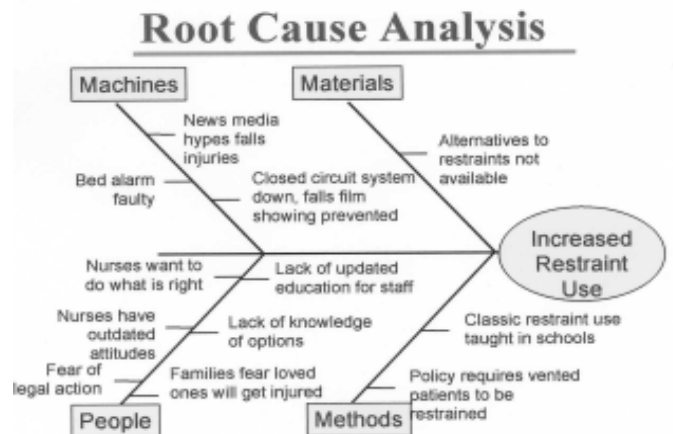 Root Cause Analysis
Machines
Materials
News media
hypes falls
injuries
Alternatives to
restraints not
available
Bed alarm
faulty
Closed circuit system
down, falls film
showing prevented
Increased
Restraint
Use
Nurses want to
do what is right
Lack of updated
education for staff
Nurses have
outdated
attitudes
Lack of knowledge
of options
Classic restraint use
taught in schools
Fear of
legal action
Families fear loved
ones will get injured
Policy requires vented
patients to be
restrained
People
Methods